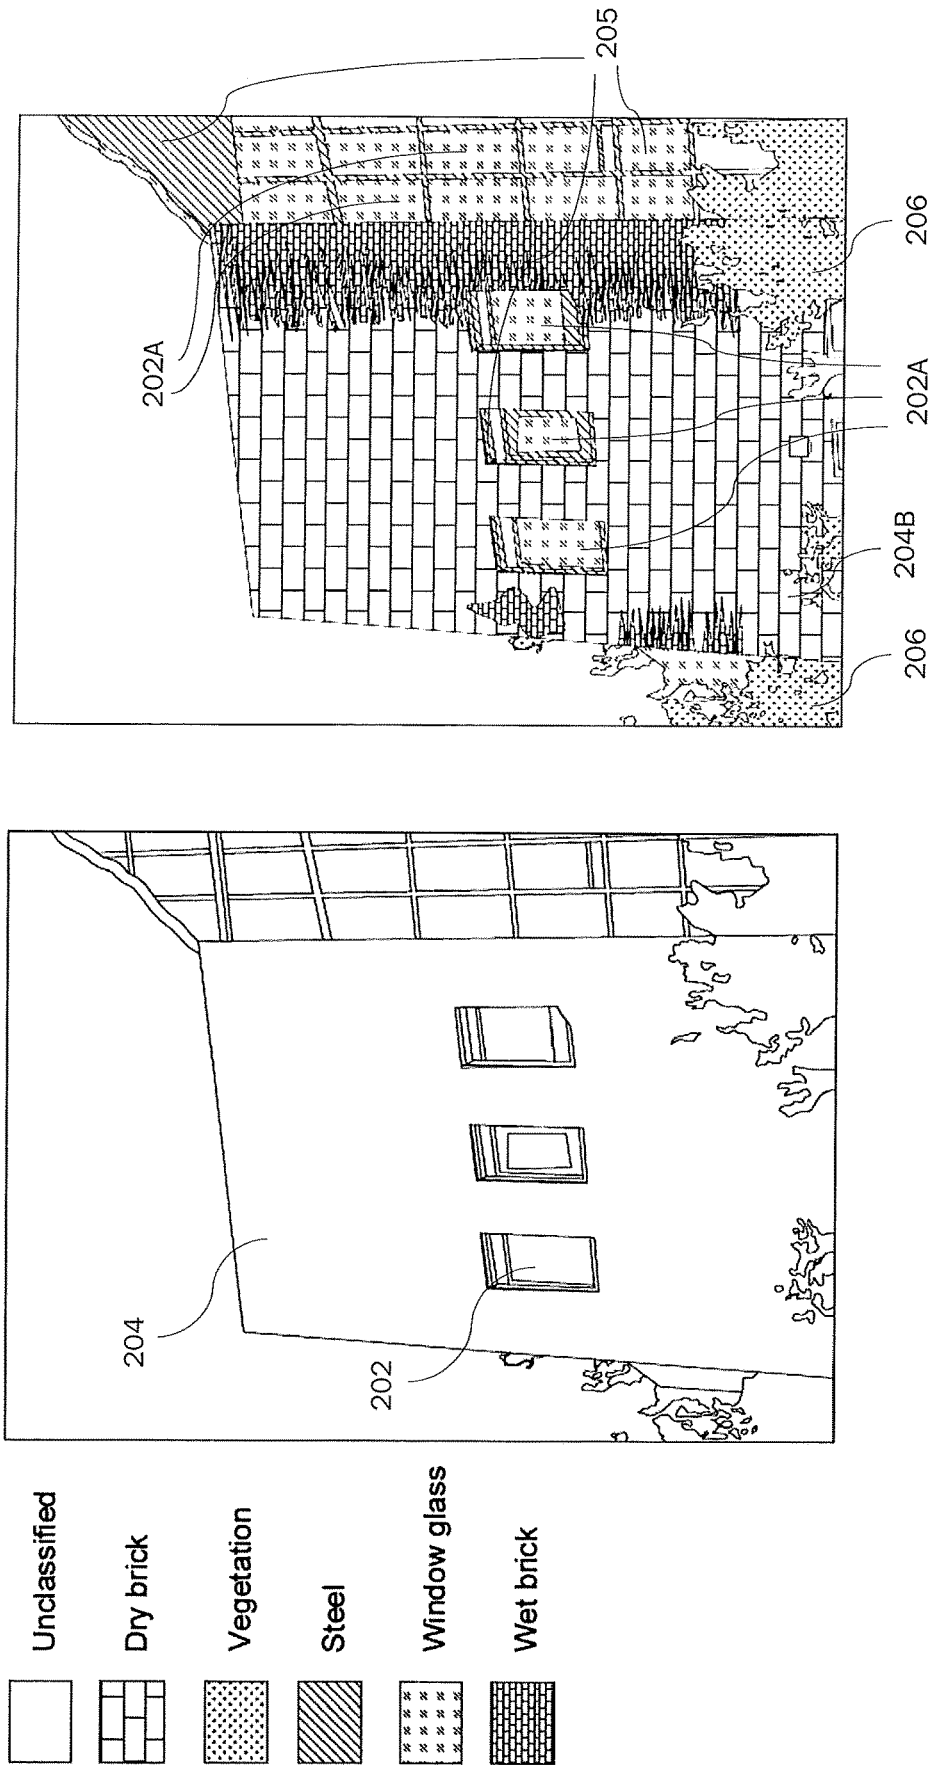 Unclassified
Dry brick
Vegetation
Steel
Window glass
Wet brick
204
202
202A
205
206
204B
202A
206